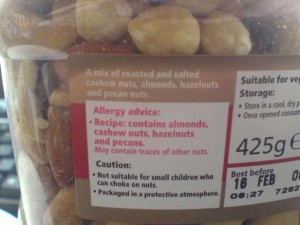 A mix of roasted and salted
cashew nuts, almonds, hazelnuts
and pecan nuts.
Allergy advice:
• Recipe: contains almonds,
cashew nuts, hazelnuts
and pecans.
May contain traces of other nuts.
Caution:
• Not suitable for small children who
can choke on nuts.
• Packaged in a protective atmosphere.
Suitable for veg
Storage:
• Store in a cool, dry
• Once opened consum
425g e
Best before
16 FEB 0
08:27 7282